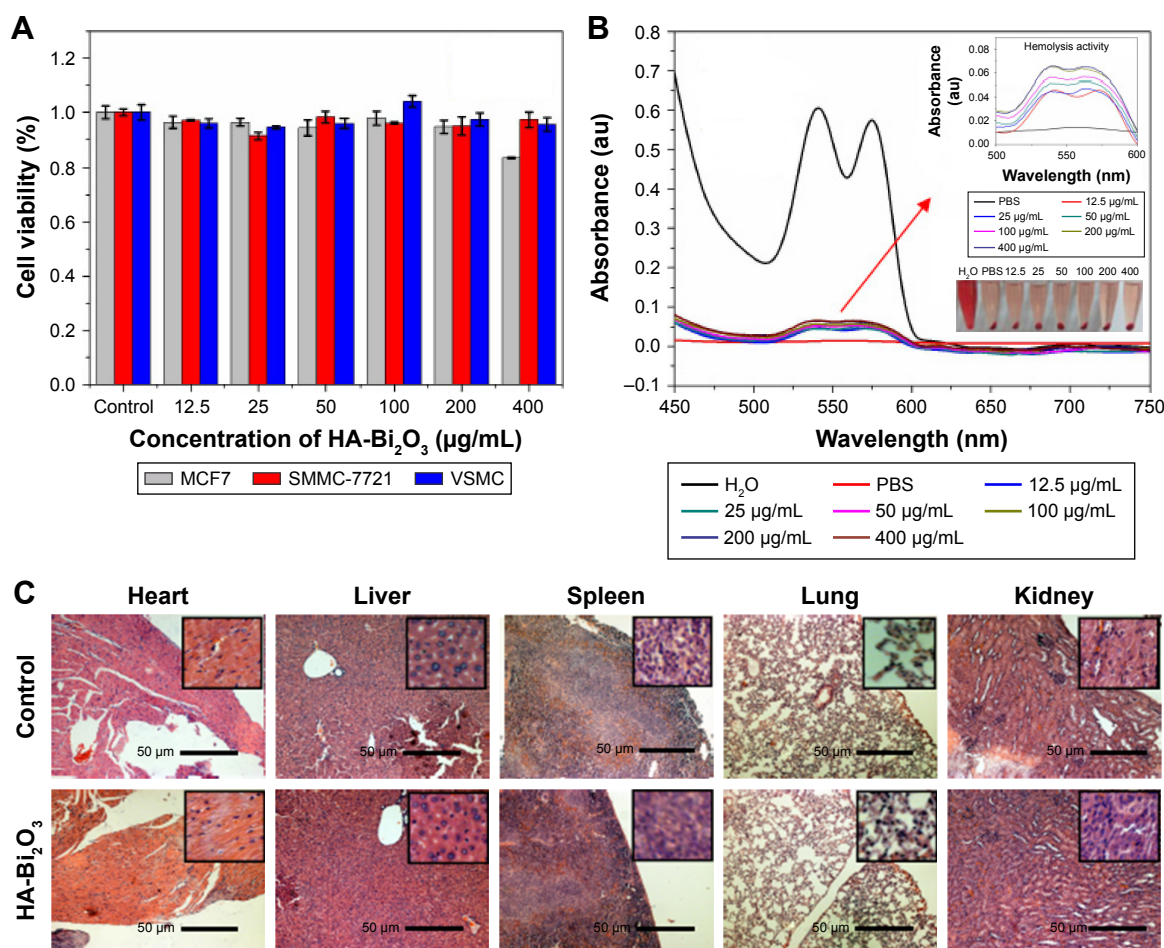 A
Cell viability (%)
1.2
1.0
0.8
0.6
0.4
0.2
0.0
Control 12.5 25 50 100 200 400
Concentration of HA-Bi₂O₃ (µg/mL)
MCF7 SMMC-7721 VSMC
B
Absorbance (au)
0.8
0.7
0.6
0.5
0.4
0.3
0.2
0.1
0.0
–0.1
450 500 550 600 650 700 750
Wavelength (nm)
Hemolysis activity
Absorbance
(au)
0.08
0.06
0.04
0.02
0.00
500 550 600
Wavelength (nm)
PBS 12.5 µg/mL
25 µg/mL 50 µg/mL
100 µg/mL 200 µg/mL
400 µg/mL
H₂O PBS 12.5 25 50 100 200 400
H₂O PBS 12.5 µg/mL
25 µg/mL 50 µg/mL 100 µg/mL
200 µg/mL 400 µg/mL
C
Heart Liver Spleen Lung Kidney
Control
50 µm 50 µm 50 µm 50 µm 50 µm
HA-Bi₂O₃
50 µm 50 µm 50 µm 50 µm 50 µm